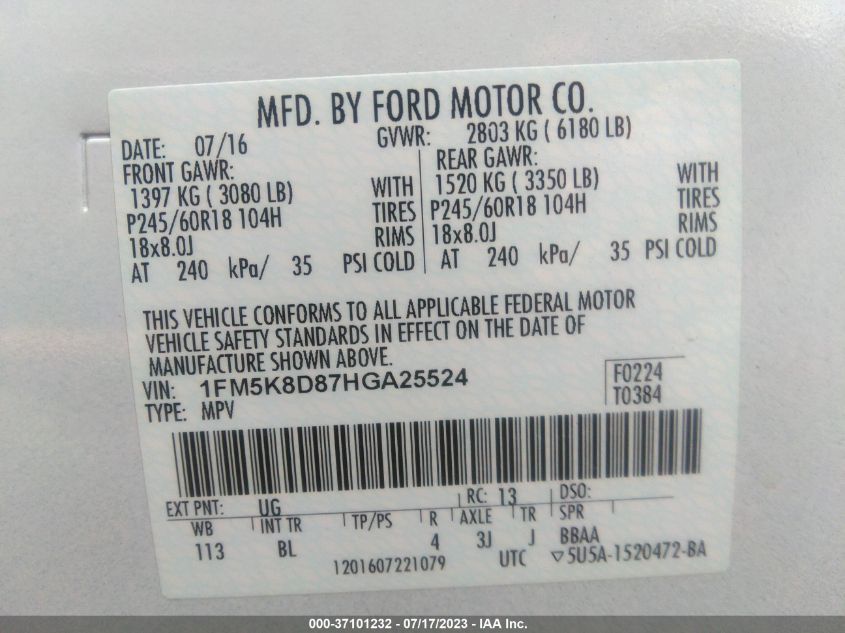 MFD. BY FORD MOTOR CO.
DATE: 07/16 GVWR: 2803 KG ( 6180 LB)
FRONT GAWR: REAR GAWR:
1397 KG ( 3080 LB) WITH 1520 KG ( 3350 LB) WITH
P245/60R18 104H TIRES P245/60R18 104H TIRES
18x8.0J RIMS 18x8.0J RIMS
AT 240 kPa/ 35 PSI COLD AT 240 kPa/ 35 PSI COLD
THIS VEHICLE CONFORMS TO ALL APPLICABLE FEDERAL MOTOR
VEHICLE SAFETY STANDARDS IN EFFECT ON THE DATE OF
MANUFACTURE SHOWN ABOVE.
VIN: 1FM5K8D87HGA25524 F0224
TYPE: MPV T0384
EXT PNT: UG RC: 13 DSO:
WB INT TR TP/PS R AXLE TR SPR
113 BL 4 3J J BBAA
1201607221079 UTC ▽5U5A-1520472-BA
000-37101232 - 07/17/2023 - IAA Inc.